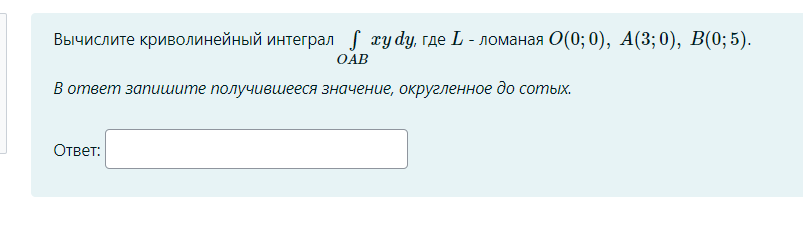 Вычислите криволинейный интеграл ∫ xy dy, где L - ломаная O(0; 0), A(3; 0), B(0; 5).
OAB
В ответ запишите получившееся значение, округленное до сотых.
Ответ: